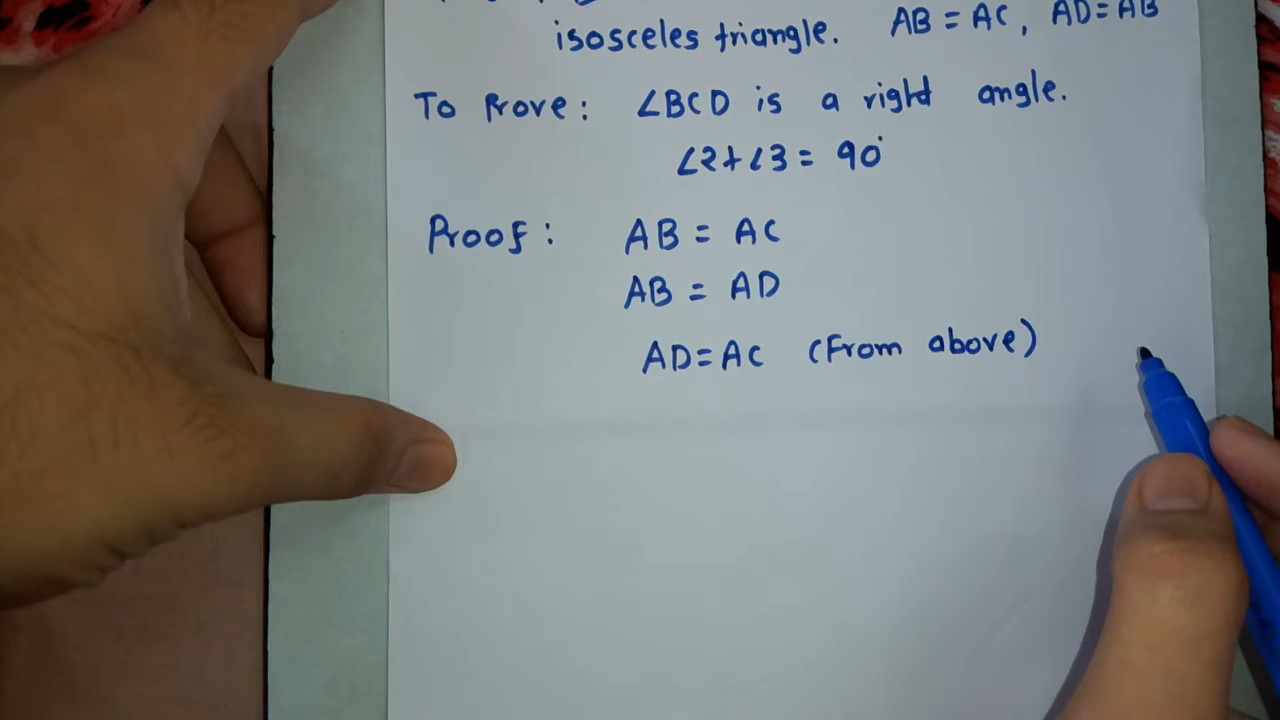 isosceles triangle. AB = AC, AD = AB
To Prove: ∠BCD is a right angle.
∠2+∠3 = 90°
Proof: AB = AC
AB = AD
AD = AC (From above)